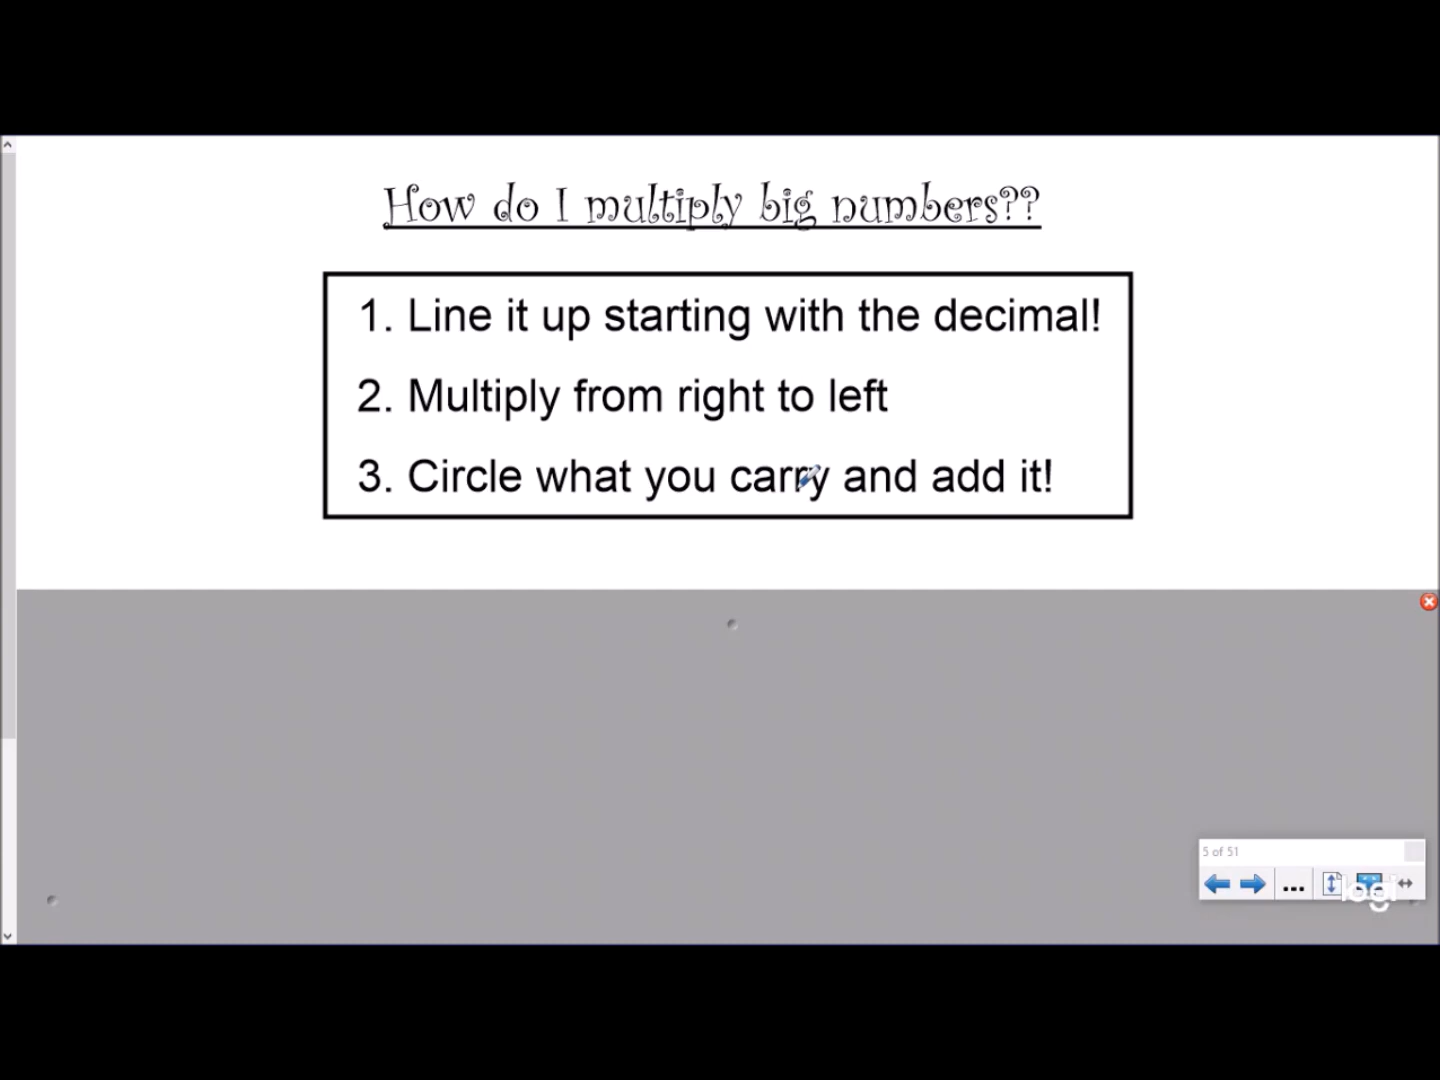 How do I multiply big numbers??
1. Line it up starting with the decimal!
2. Multiply from right to left
3. Circle what you carry and add it!
5 of 51
...
logi